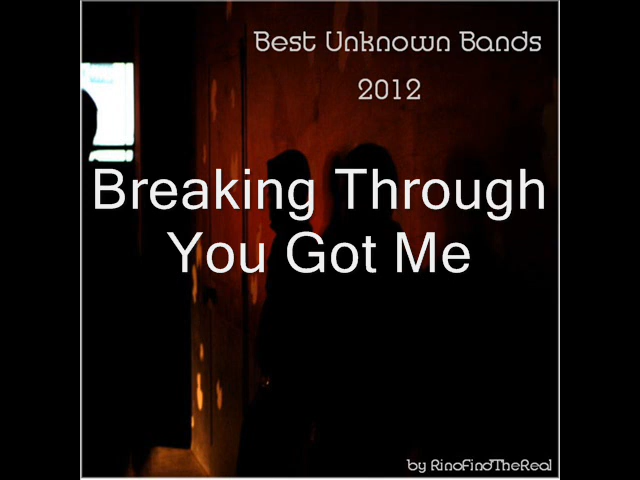 Best Unknown Bands
2012
Breaking Through
You Got Me
by RinoFindTheReal